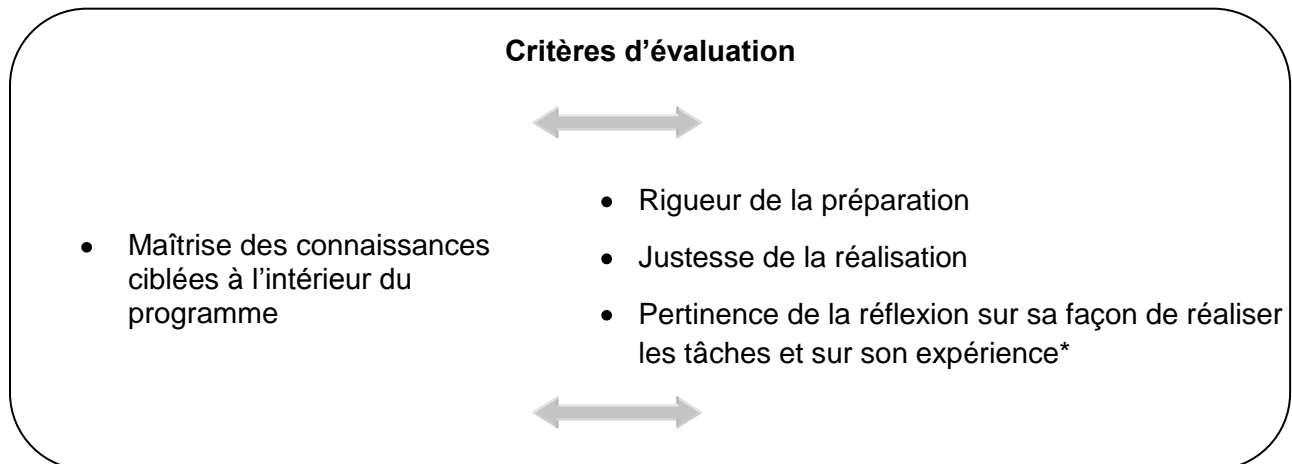 Critères d'évaluation
• Maîtrise des connaissances
ciblées à l’intérieur du
programme
• Rigueur de la préparation
• Justesse de la réalisation
• Pertinence de la réflexion sur sa façon de réaliser
les tâches et sur son expérience*